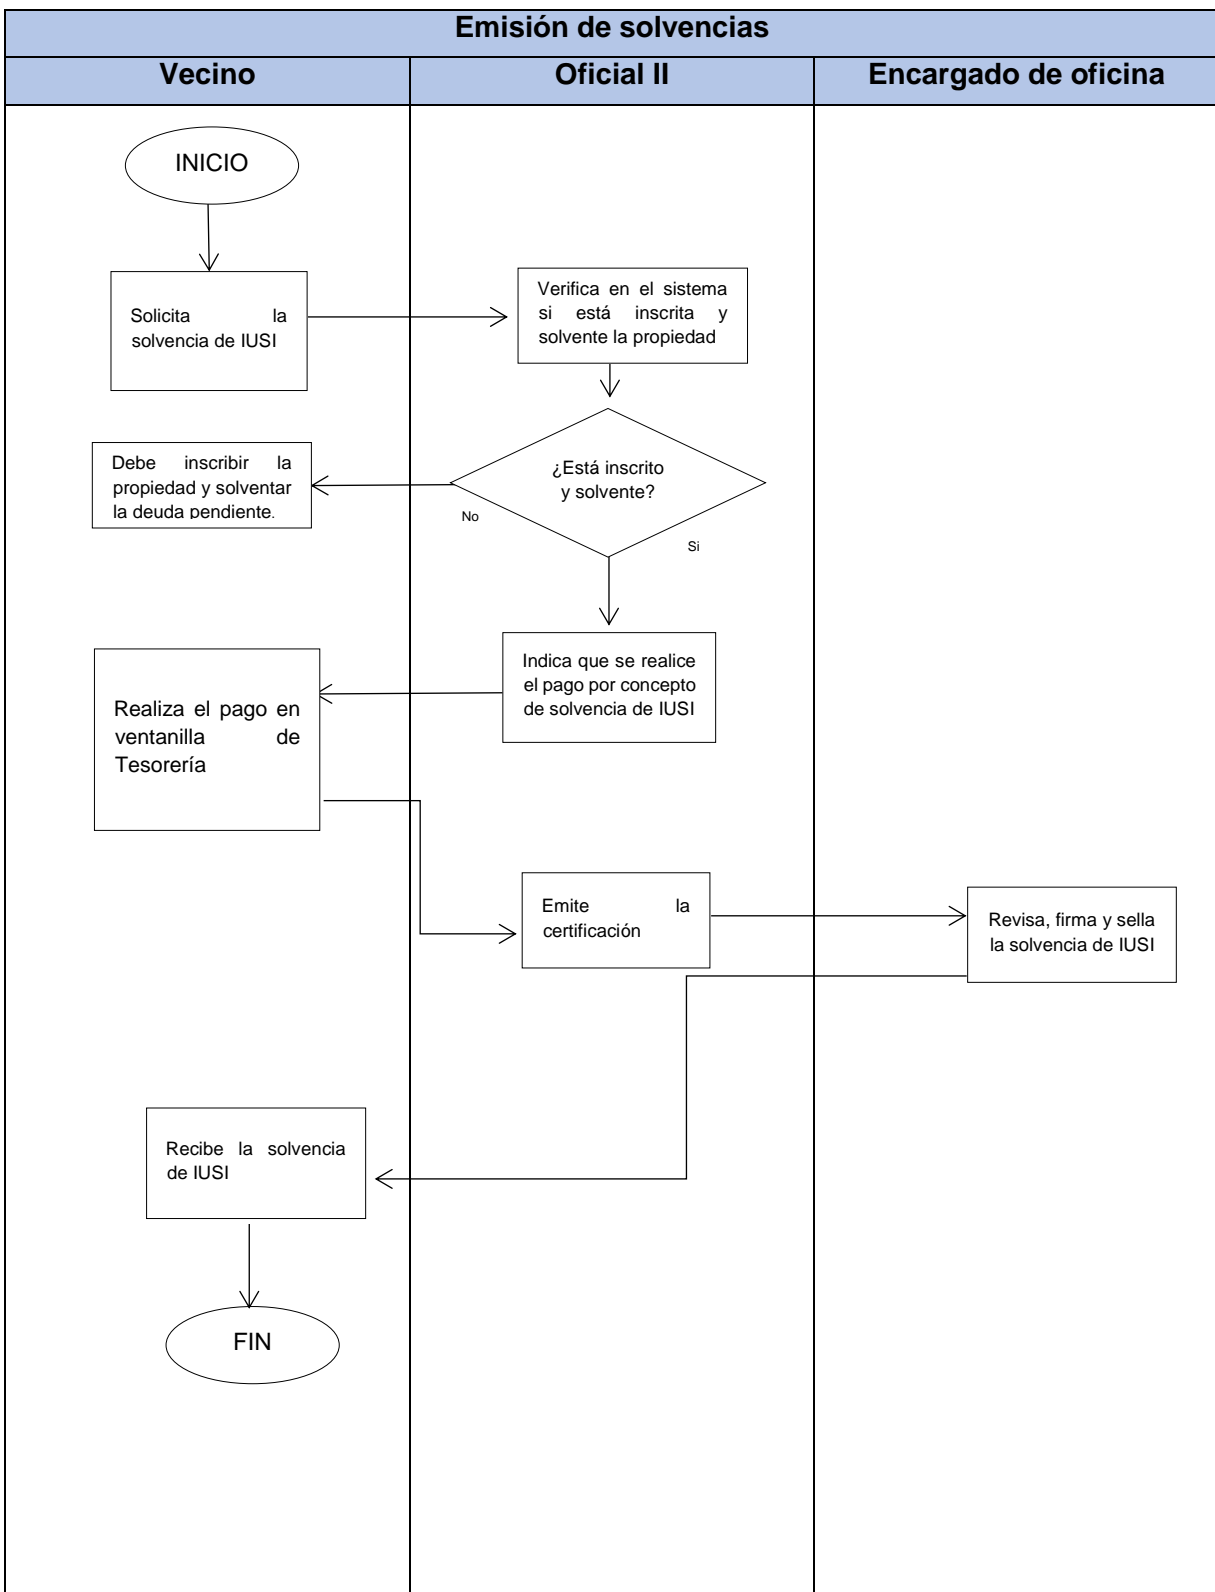 Emisión de solvencias
Vecino
Oficial II
Encargado de oficina
INICIO
Solicita la
solvencia de IUSI
Verifica en el sistema
si está inscrita y
solvente la propiedad
Debe inscribir la
propiedad y solventar
la deuda pendiente.
¿Está inscrito
y solvente?
No
Si
Indica que se realice
el pago por concepto
de solvencia de IUSI
Realiza el pago en
ventanilla de
Tesorería
Emite la
certificación
Revisa, firma y sella
la solvencia de IUSI
Recibe la solvencia
de IUSI
FIN